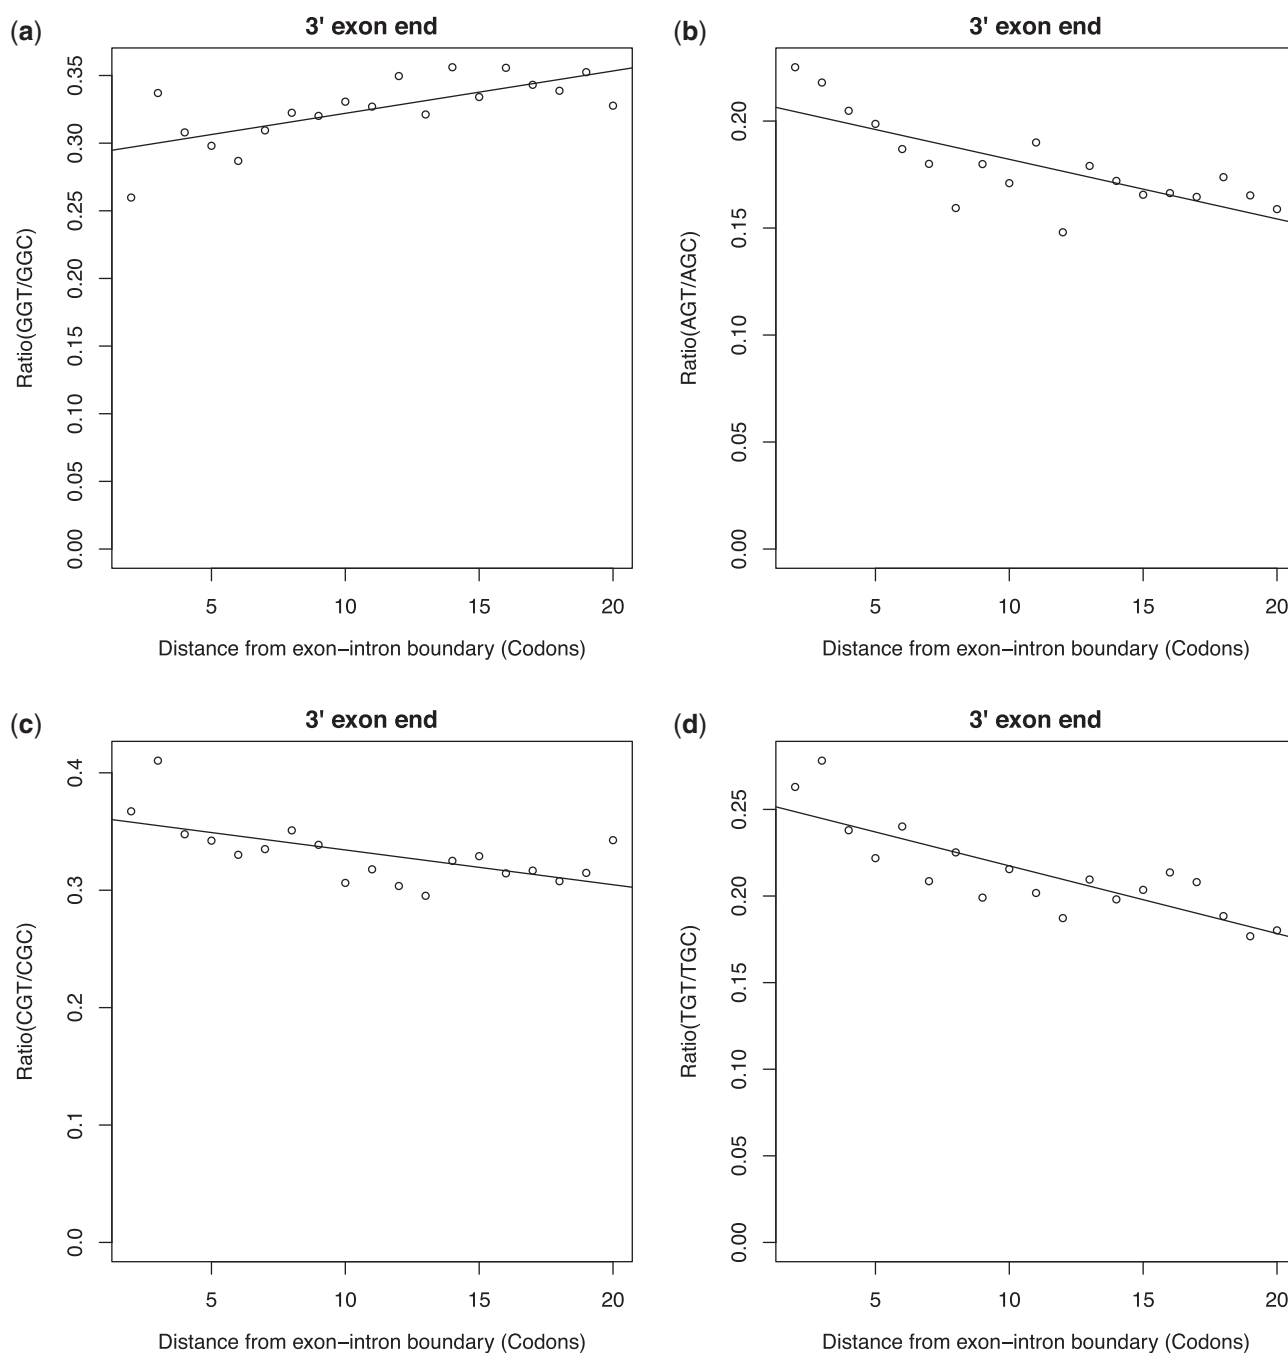 (a)
3' exon end
Ratio(GGT/GGC)
0.35
0.30
0.25
0.20
0.15
0.10
0.05
0.00
5 10 15 20
Distance from exon−intron boundary (Codons)
(b)
3' exon end
Ratio(AGT/AGC)
0.20
0.15
0.10
0.05
0.00
5 10 15 20
Distance from exon−intron boundary (Codons)
(c)
3' exon end
Ratio(CGT/CGC)
0.4
0.3
0.2
0.1
0.0
5 10 15 20
Distance from exon−intron boundary (Codons)
(d)
3' exon end
Ratio(TGT/TGC)
0.25
0.20
0.15
0.10
0.05
0.00
5 10 15 20
Distance from exon−intron boundary (Codons)